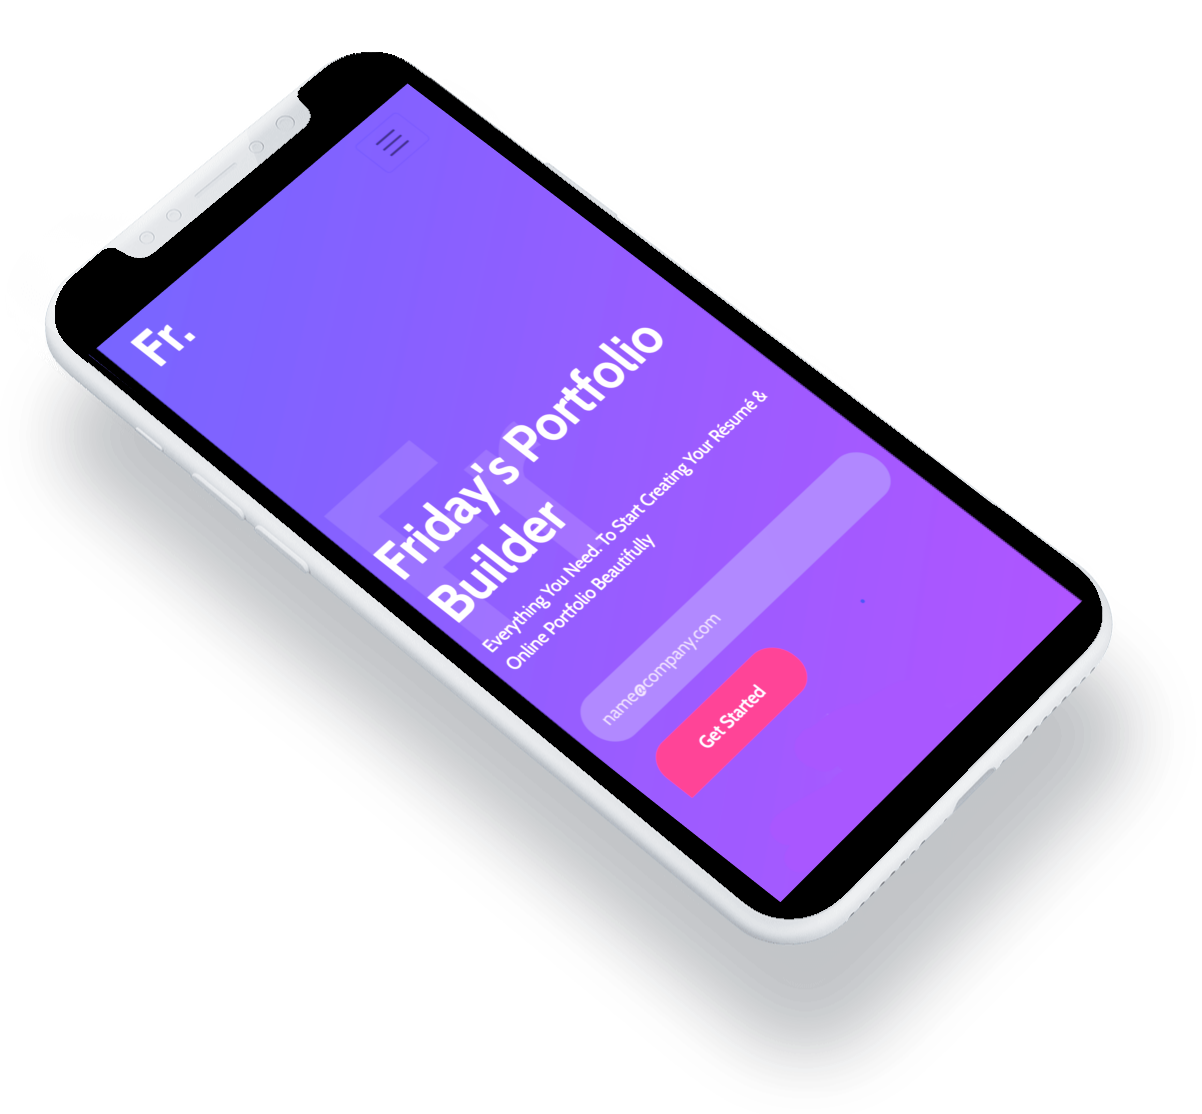 Fr.
Friday's Portfolio
Builder
Everything You Need. To Start Creating Your Résumé &
Online Portfolio Beautifully
name@company.com
Get Started